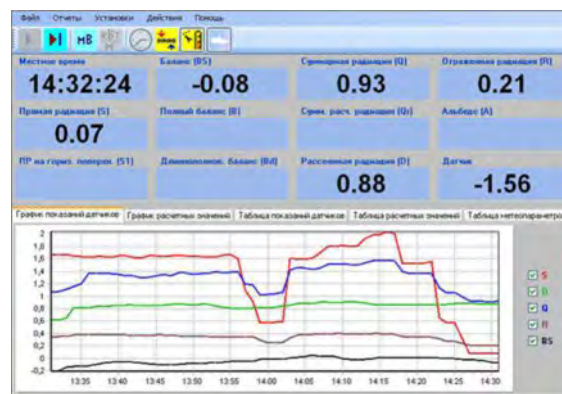 Файл Отчеты Установки Действия Помощь
мВ кВт м²
Местное время Баланс (BS) Суммарная радиация (Q) Отраженная радиация (R)
14:32:24 -0.08 0.93 0.21
Прямая радиация (S) Полный баланс (B) Сумм. расч. радиация (Qs) Альбедо (A)
0.07
ПР на гориз. поверхн. (S1) Длинноволнов. баланс (Bd) Рассеянная радиация (D) Датчик
0.88 -1.56
График показаний датчиков График расчетных значений Таблица показаний датчиков Таблица расчетных значений Таблица метеопараметро
2
1,8
1,6 S
1,4 D
1,2 Q
1 R
0,8 BS
0,6
0,4
0,2
0
-0,2
13:35 13:40 13:45 13:50 13:55 14:00 14:05 14:10 14:15 14:20 14:25 14:30